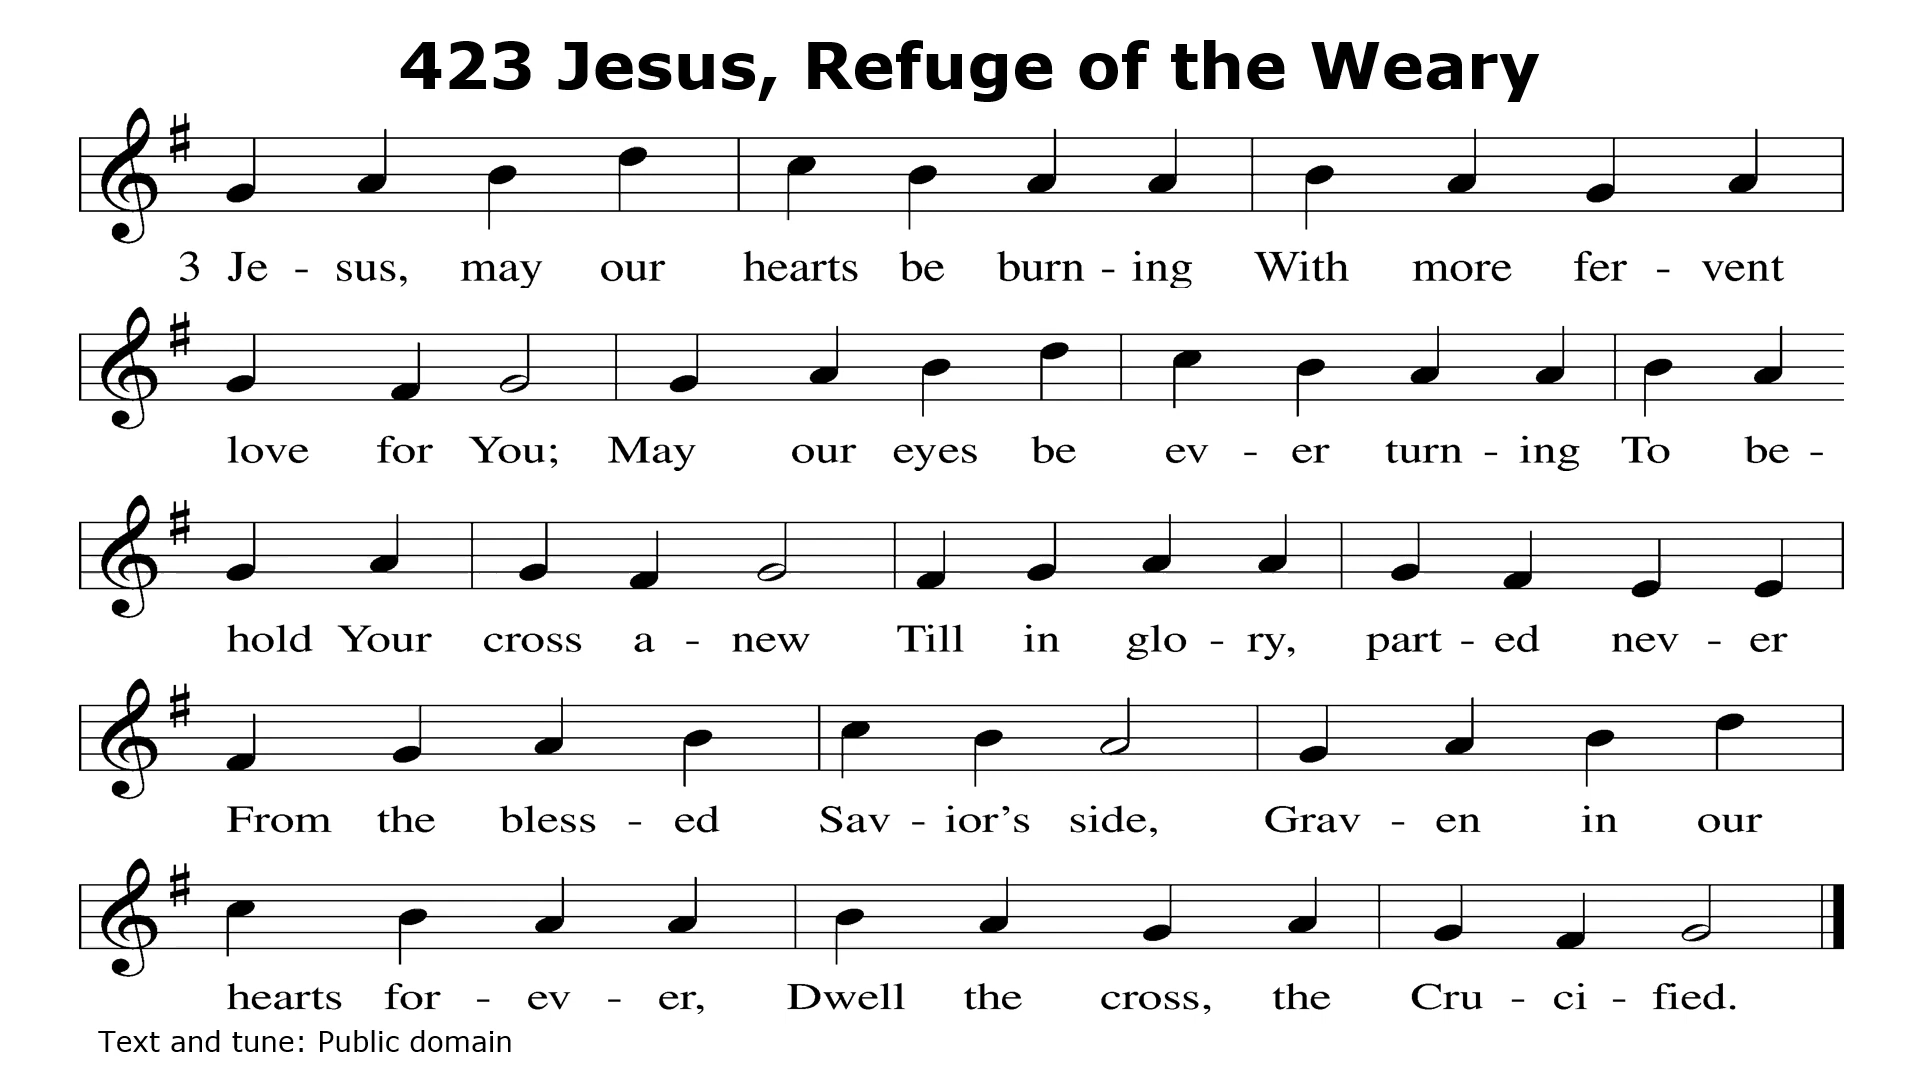 423 Jesus, Refuge of the Weary
3 Je - sus, may our hearts be burn - ing With more fer - vent
love for You; May our eyes be ev - er turn - ing To be -
hold Your cross a - new Till in glo - ry, part - ed nev - er
From the bless - ed Sav - ior’s side, Grav - en in our
hearts for - ev - er, Dwell the cross, the Cru - ci - fied.
Text and tune: Public domain